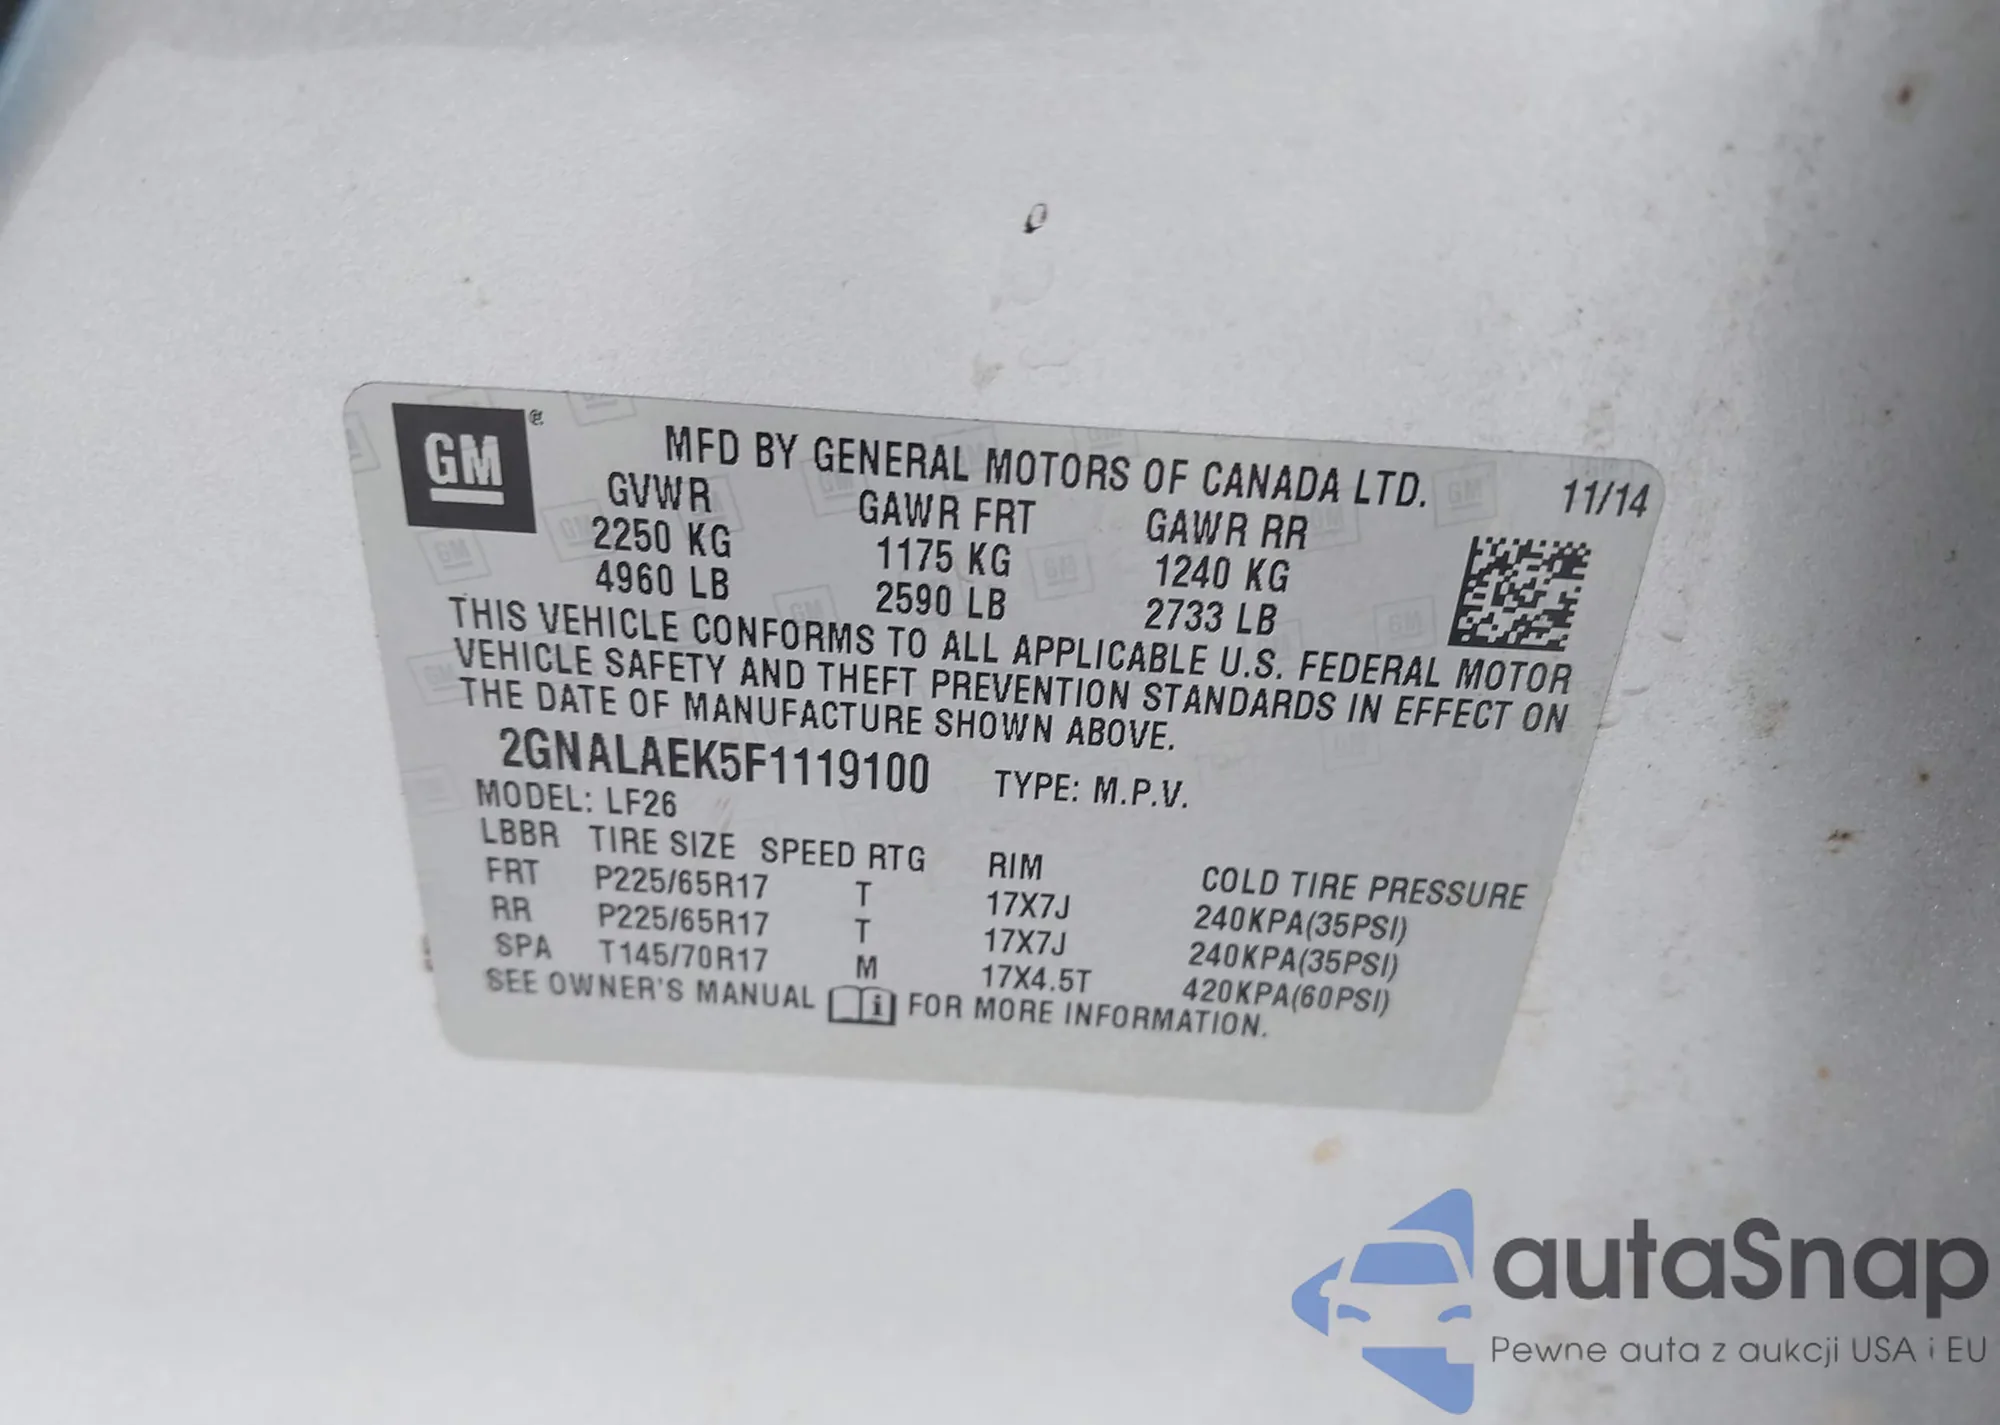 GM
MFD BY GENERAL MOTORS OF CANADA LTD.
11/14
GVWR GAWR FRT GAWR RR
2250 KG 1175 KG 1240 KG
4960 LB 2590 LB 2733 LB
THIS VEHICLE CONFORMS TO ALL APPLICABLE U.S. FEDERAL MOTOR
VEHICLE SAFETY AND THEFT PREVENTION STANDARDS IN EFFECT ON
THE DATE OF MANUFACTURE SHOWN ABOVE.
2GNALAEK5F1119100 TYPE: M.P.V.
MODEL: LF26
LBBR TIRE SIZE SPEED RTG RIM COLD TIRE PRESSURE
FRT P225/65R17 T 17X7J 240KPA(35PSI)
RR P225/65R17 T 17X7J 240KPA(35PSI)
SPA T145/70R17 M 17X4.5T 420KPA(60PSI)
SEE OWNER'S MANUAL i FOR MORE INFORMATION.
autaSnap
Pewne auta z aukcji USA i EU